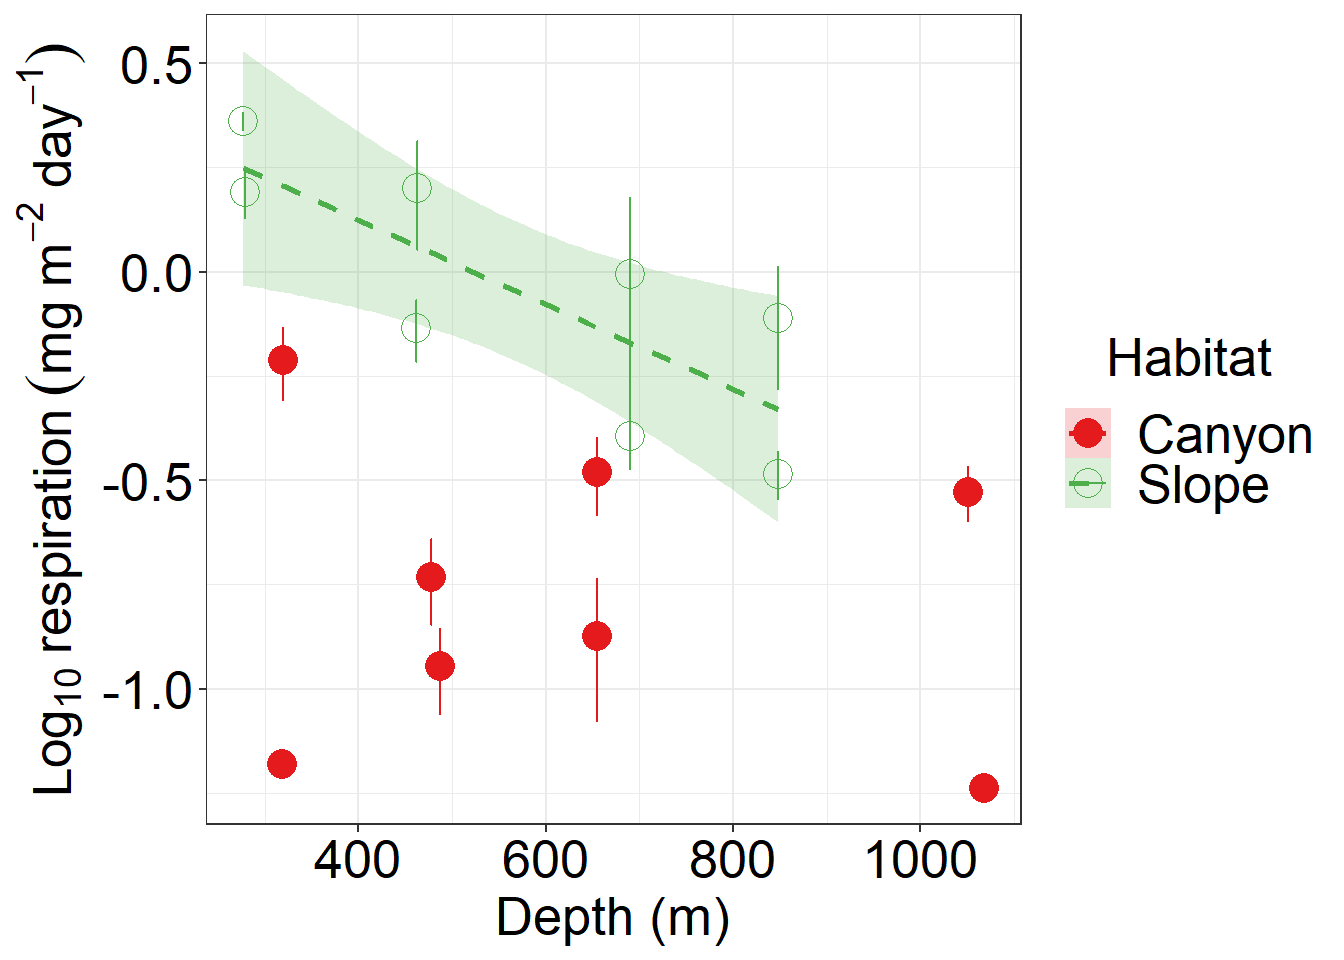 Log₁₀ respiration (mg m⁻² day⁻¹)
0.5
0.0
-0.5
-1.0
400 600 800 1000
Depth (m)
Habitat
Canyon
Slope